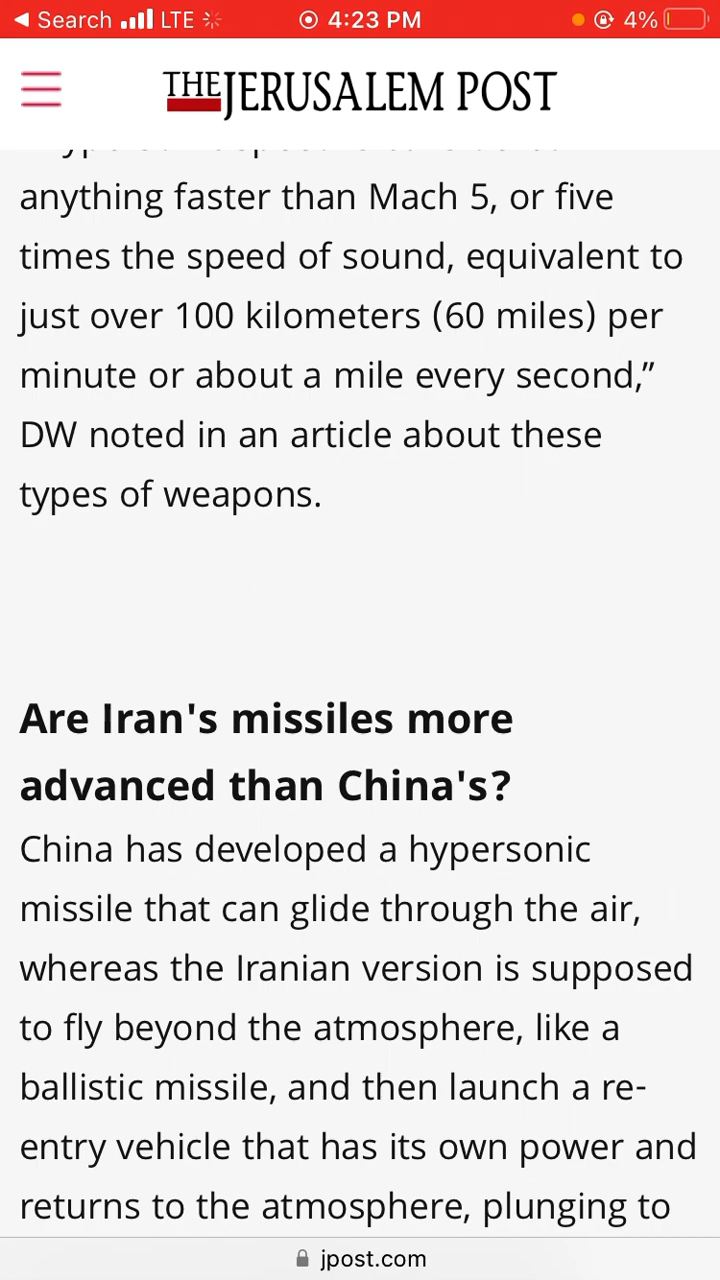 Search LTE 4:23 PM 4%
THE JERUSALEM POST
anything faster than Mach 5, or five
times the speed of sound, equivalent to
just over 100 kilometers (60 miles) per
minute or about a mile every second,”
DW noted in an article about these
types of weapons.
Are Iran's missiles more
advanced than China's?
China has developed a hypersonic
missile that can glide through the air,
whereas the Iranian version is supposed
to fly beyond the atmosphere, like a
ballistic missile, and then launch a re-
entry vehicle that has its own power and
returns to the atmosphere, plunging to
jpost.com